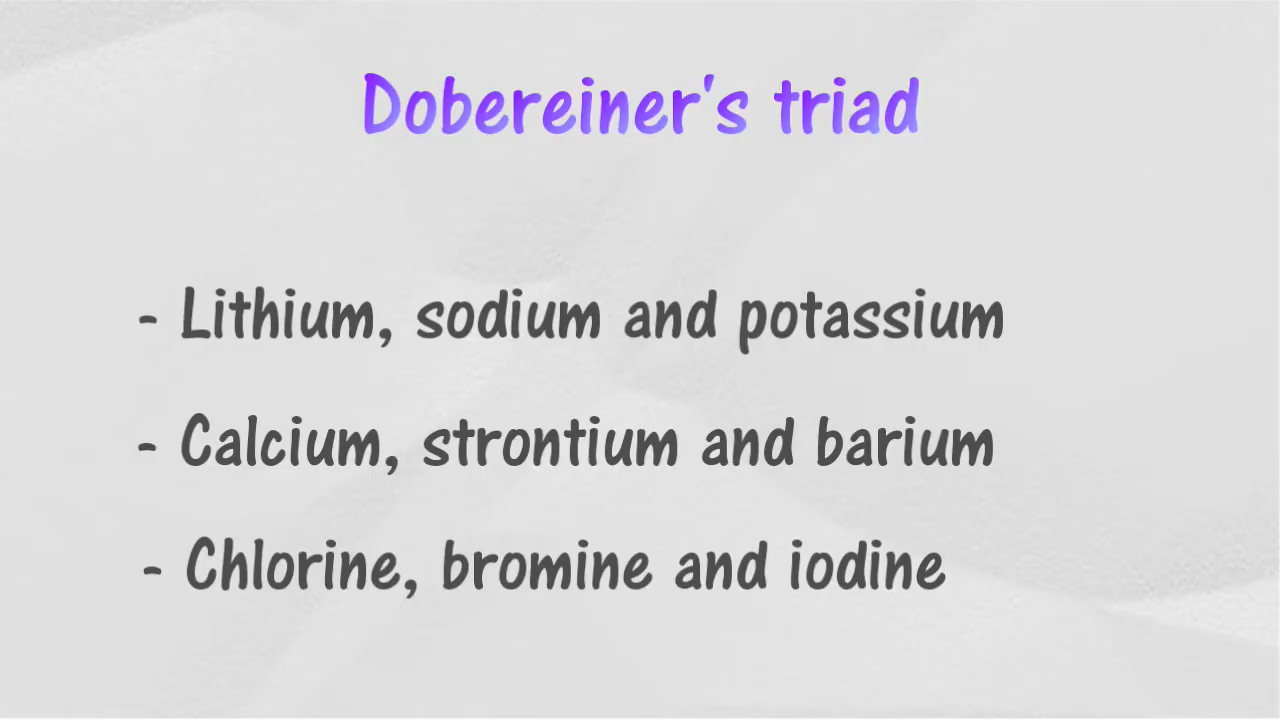 Dobereiner's triad
- Lithium, sodium and potassium
- Calcium, strontium and barium
- Chlorine, bromine and iodine